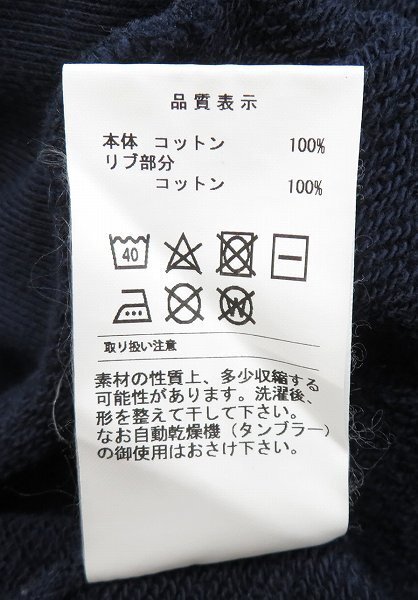 品質表示
本体 コットン 100%
リブ部分
コットン 100%
40
W
取り扱い注意
素材の性質上、多少収縮する
可能性があります。洗濯後、
形を整えて干して下さい。
なお自動乾燥機（タンブラー）
の御使用はおさけ下さい。